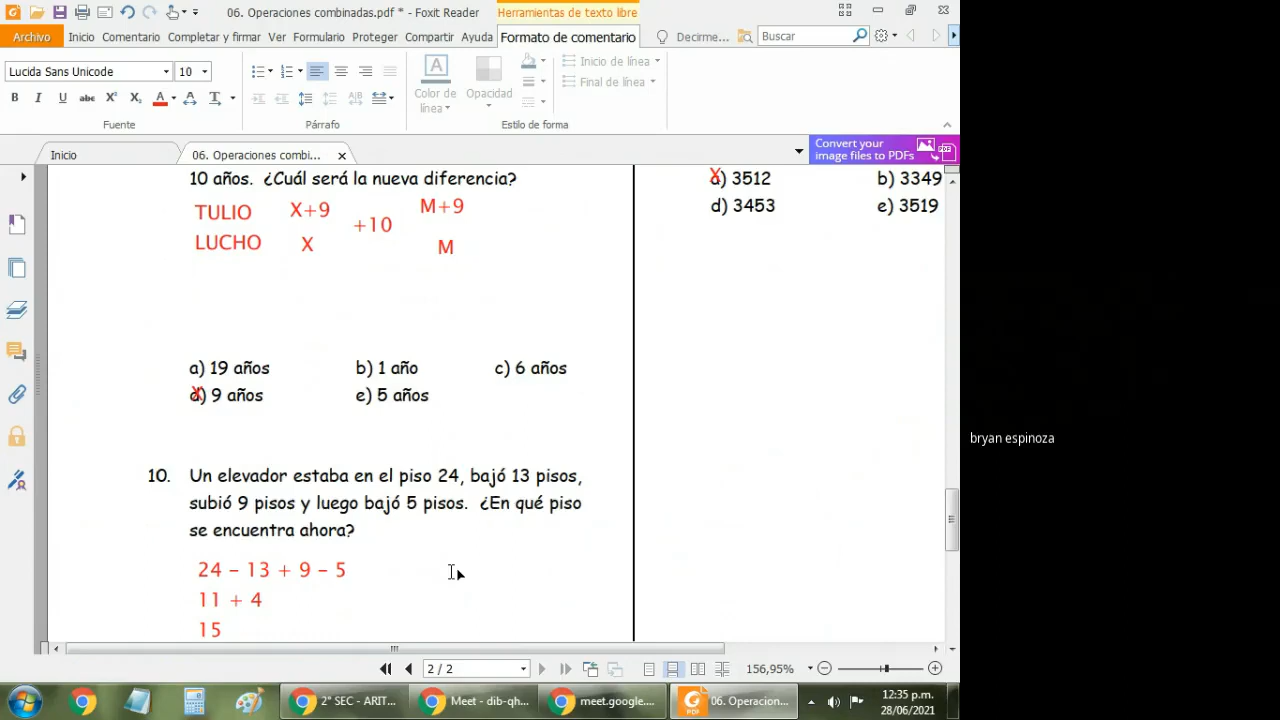 06. Operaciones combinadas.pdf * - Foxit Reader
Herramientas de texto libre
Archivo Inicio Comentario Completar y firmar Ver Formulario Proteger Compartir Ayuda Formato de comentario Decirme... Buscar
Lucida Sans Unicode 10
Color de línea
Opacidad
Inicio de línea
Final de línea
Fuente Párrafo Estilo de forma
Inicio
06. Operaciones combi...
Convert your
image files to PDFs
10 años. ¿Cuál será la nueva diferencia?
TULIO X+9 M+9
+10
LUCHO X M
a) 19 años b) 1 año c) 6 años
d) 9 años e) 5 años
10. Un elevador estaba en el piso 24, bajó 13 pisos,
subió 9 pisos y luego bajó 5 pisos. ¿En qué piso
se encuentra ahora?
24 – 13 + 9 – 5
11 + 4
15
a) 3512 b) 3349
d) 3453 e) 3519
bryan espinoza
2 / 2
156,95%
2° SEC - ARIT...
Meet - dib-qh...
meet.google....
06. Operacion...
12:35 p.m.
28/06/2021